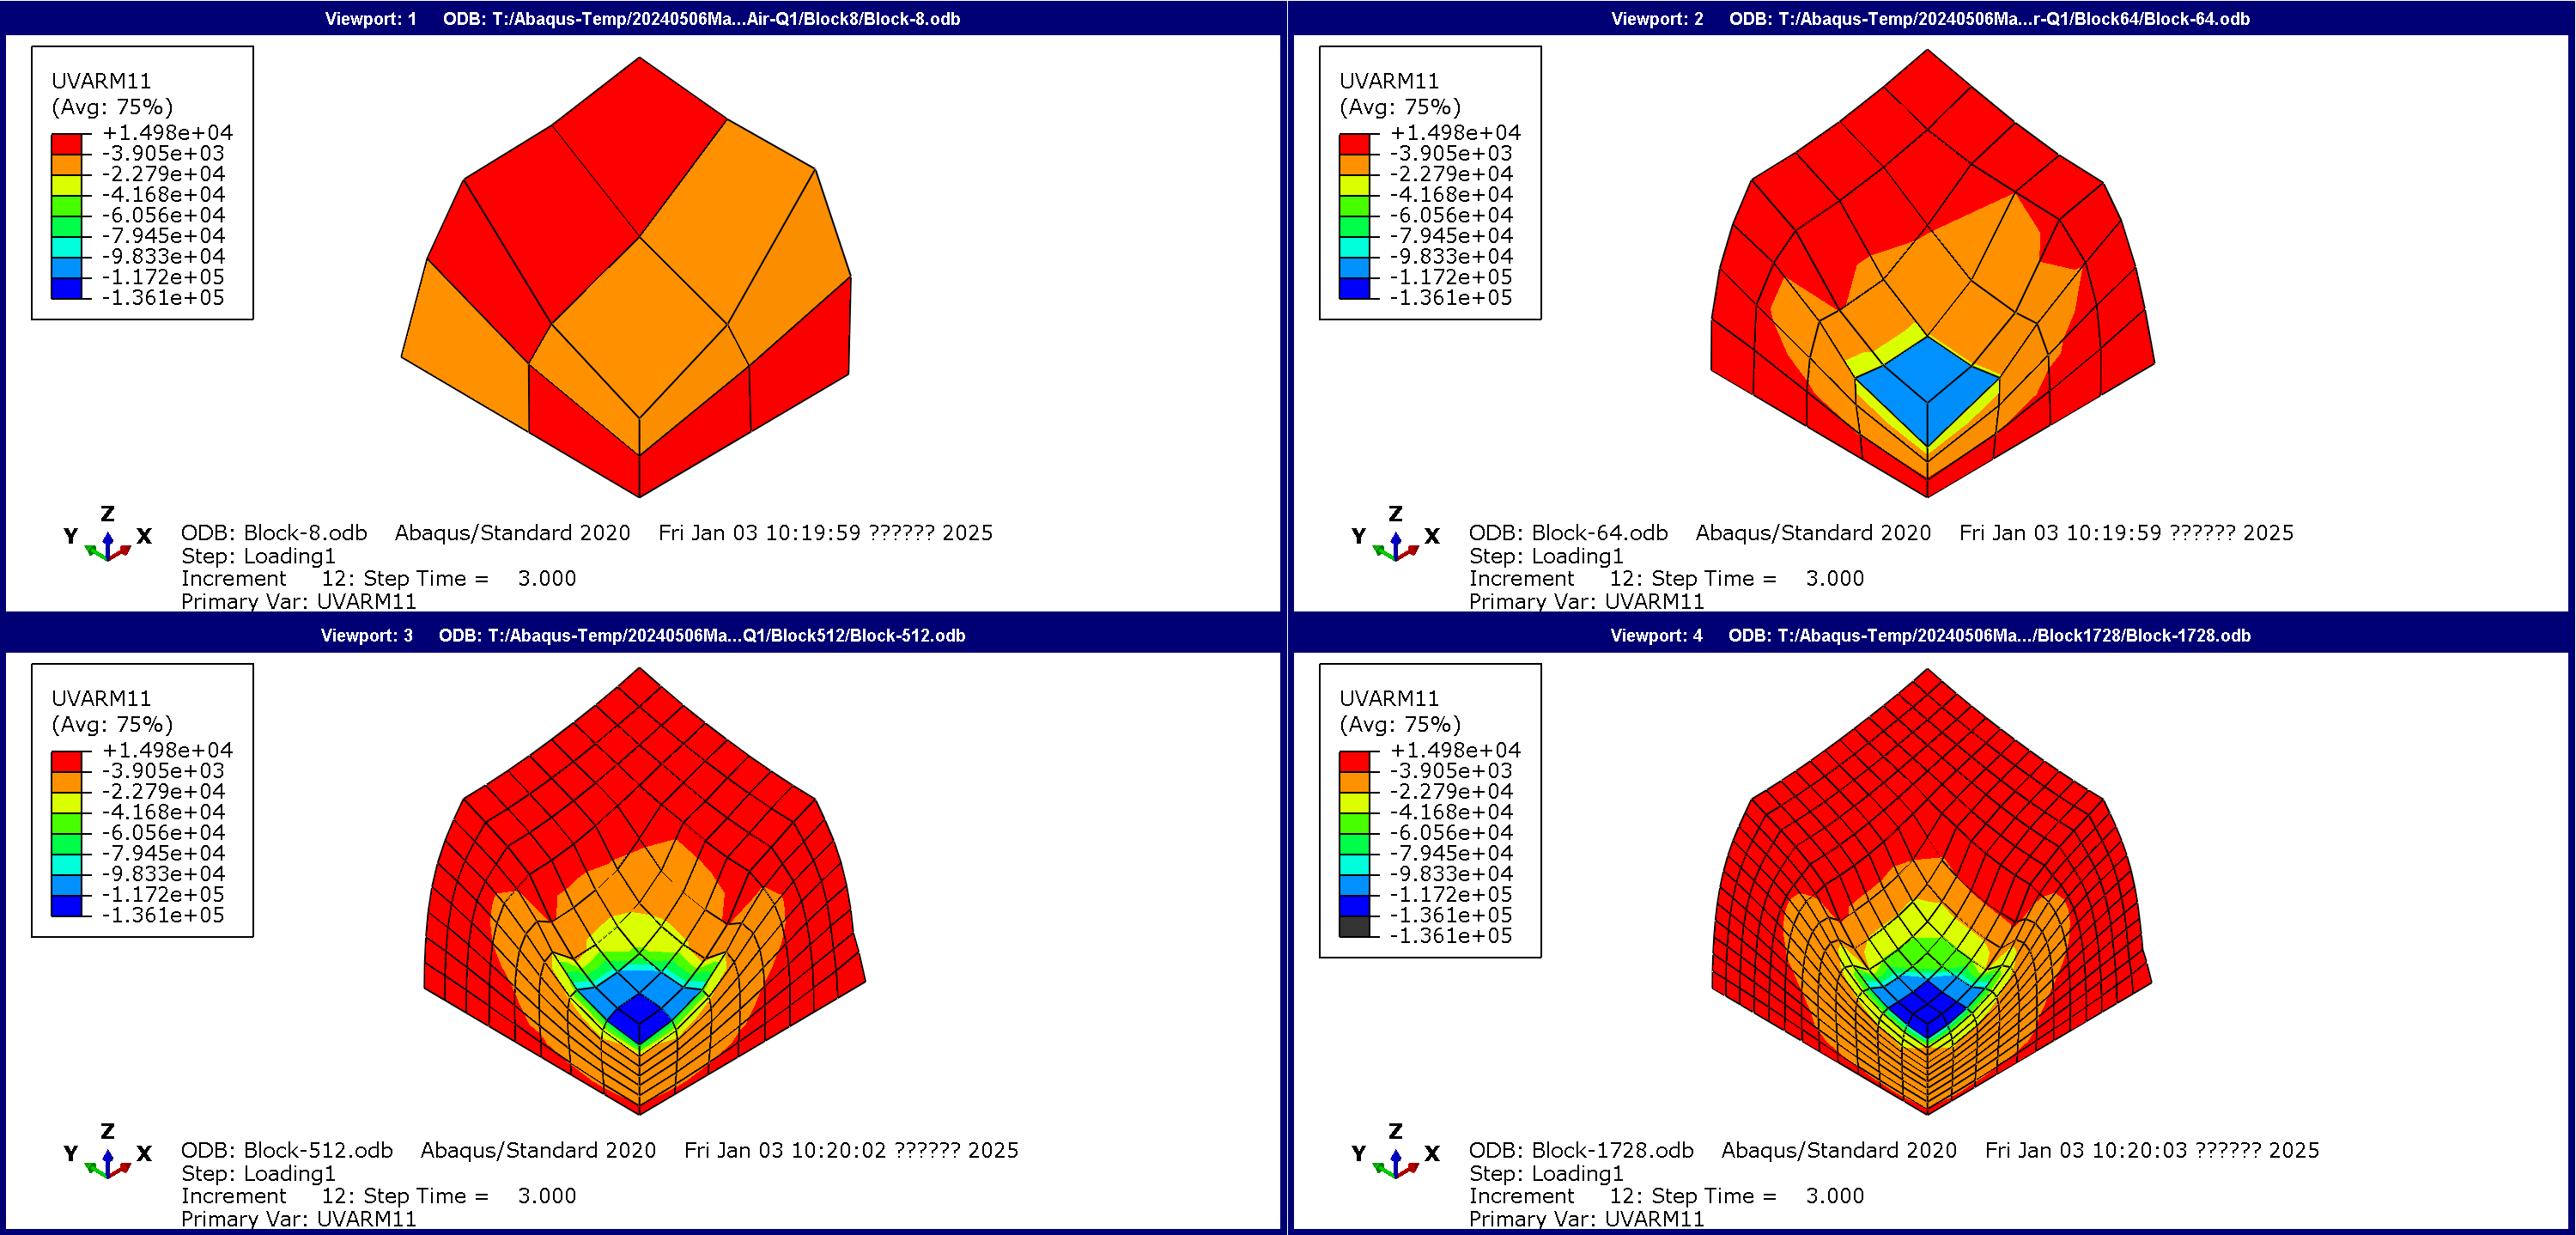 Viewport: 1 ODB: T:/Abaqus-Temp/20240506Ma...Air-Q1/Block8/Block-8.odb
UVARM11
(Avg: 75%)
+1.498e+04
-3.905e+03
-2.279e+04
-4.168e+04
-6.056e+04
-7.945e+04
-9.833e+04
-1.172e+05
-1.361e+05
Z
Y X
ODB: Block-8.odb Abaqus/Standard 2020 Fri Jan 03 10:19:59 ?????? 2025
Step: Loading1
Increment 12: Step Time = 3.000
Primary Var: UVARM11
Viewport: 2 ODB: T:/Abaqus-Temp/20240506Ma...r-Q1/Block64/Block-64.odb
UVARM11
(Avg: 75%)
+1.498e+04
-3.905e+03
-2.279e+04
-4.168e+04
-6.056e+04
-7.945e+04
-9.833e+04
-1.172e+05
-1.361e+05
Z
Y X
ODB: Block-64.odb Abaqus/Standard 2020 Fri Jan 03 10:19:59 ?????? 2025
Step: Loading1
Increment 12: Step Time = 3.000
Primary Var: UVARM11
Viewport: 3 ODB: T:/Abaqus-Temp/20240506Ma...Q1/Block512/Block-512.odb
UVARM11
(Avg: 75%)
+1.498e+04
-3.905e+03
-2.279e+04
-4.168e+04
-6.056e+04
-7.945e+04
-9.833e+04
-1.172e+05
-1.361e+05
Z
Y X
ODB: Block-512.odb Abaqus/Standard 2020 Fri Jan 03 10:20:02 ?????? 2025
Step: Loading1
Increment 12: Step Time = 3.000
Primary Var: UVARM11
Viewport: 4 ODB: T:/Abaqus-Temp/20240506Ma.../Block1728/Block-1728.odb
UVARM11
(Avg: 75%)
+1.498e+04
-3.905e+03
-2.279e+04
-4.168e+04
-6.056e+04
-7.945e+04
-9.833e+04
-1.172e+05
-1.361e+05
-1.361e+05
Z
Y X
ODB: Block-1728.odb Abaqus/Standard 2020 Fri Jan 03 10:20:03 ?????? 2025
Step: Loading1
Increment 12: Step Time = 3.000
Primary Var: UVARM11